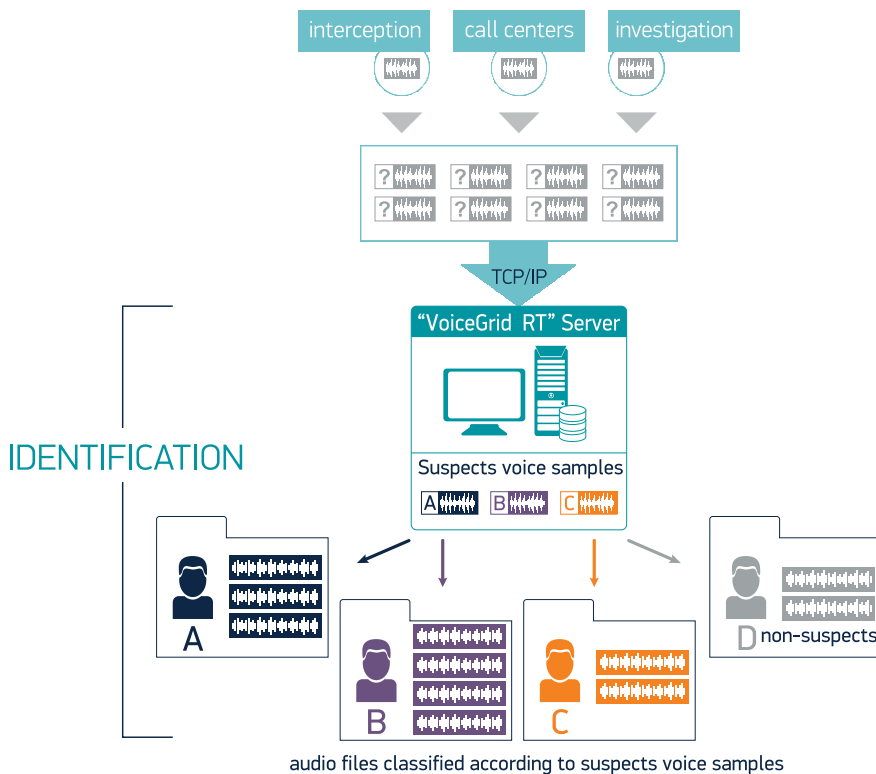 interception
call centers
investigation
? ? ? ?
? ? ? ?
TCP/IP
“VoiceGrid RT” Server
IDENTIFICATION
Suspects voice samples
A B C
A
B
C
D non-suspects
audio files classified according to suspects voice samples